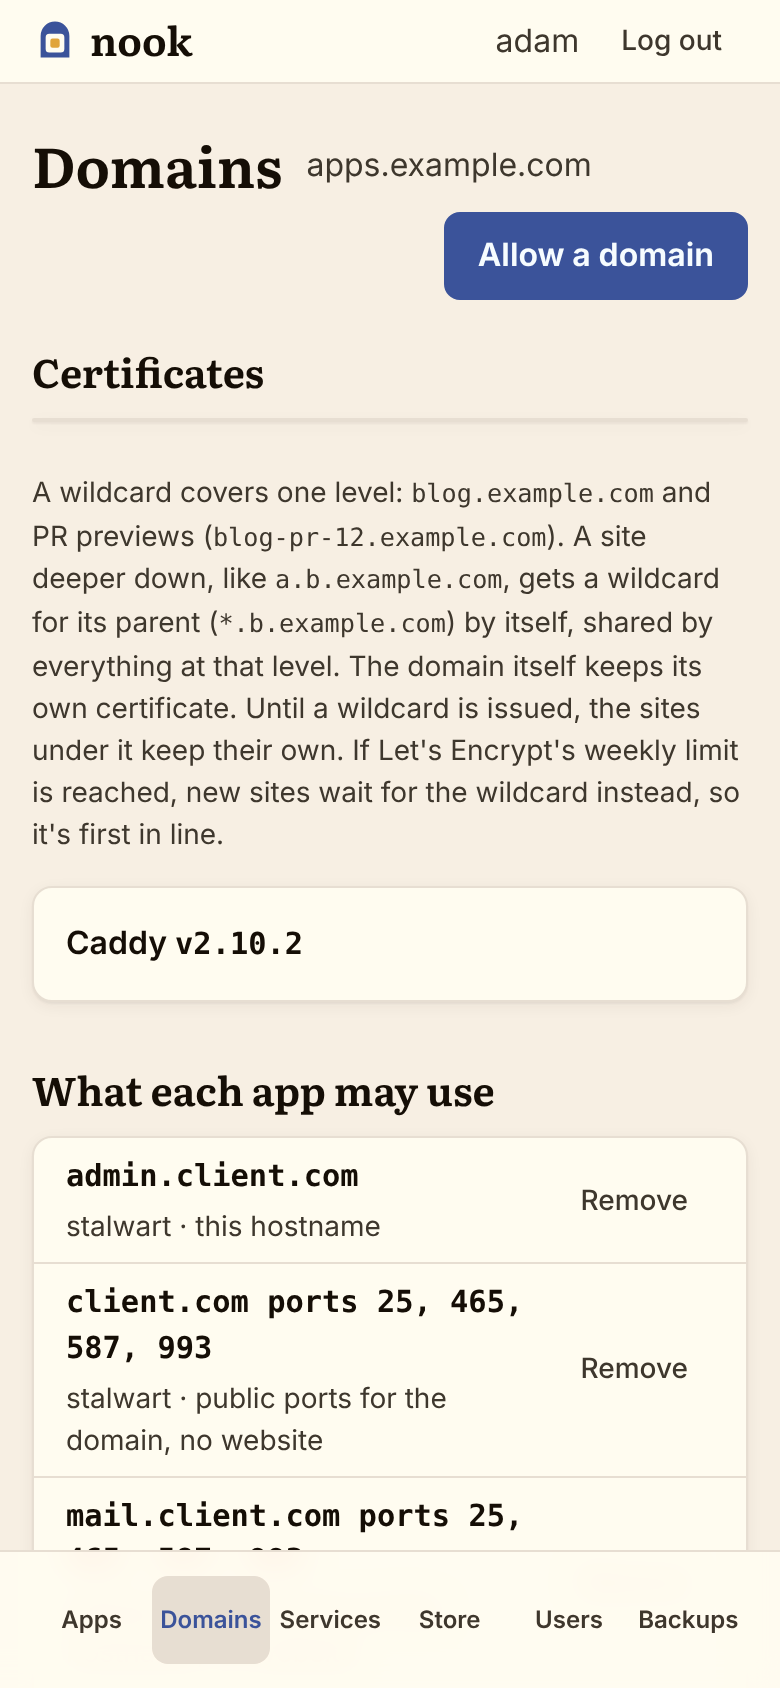 nook
adam
Log out
Domains apps.example.com
Allow a domain
Certificates
A wildcard covers one level: blog.example.com and
PR previews (blog-pr-12.example.com). A site
deeper down, like a.b.example.com, gets a wildcard
for its parent (*.b.example.com) by itself, shared by
everything at that level. The domain itself keeps its
own certificate. Until a wildcard is issued, the sites
under it keep their own. If Let's Encrypt's weekly limit
is reached, new sites wait for the wildcard instead, so
it's first in line.
Caddy v2.10.2
What each app may use
admin.client.com
stalwart · this hostname
Remove
client.com ports 25, 465,
587, 993
stalwart · public ports for the
domain, no website
Remove
mail.client.com ports 25,
Apps
Domains
Services
Store
Users
Backups